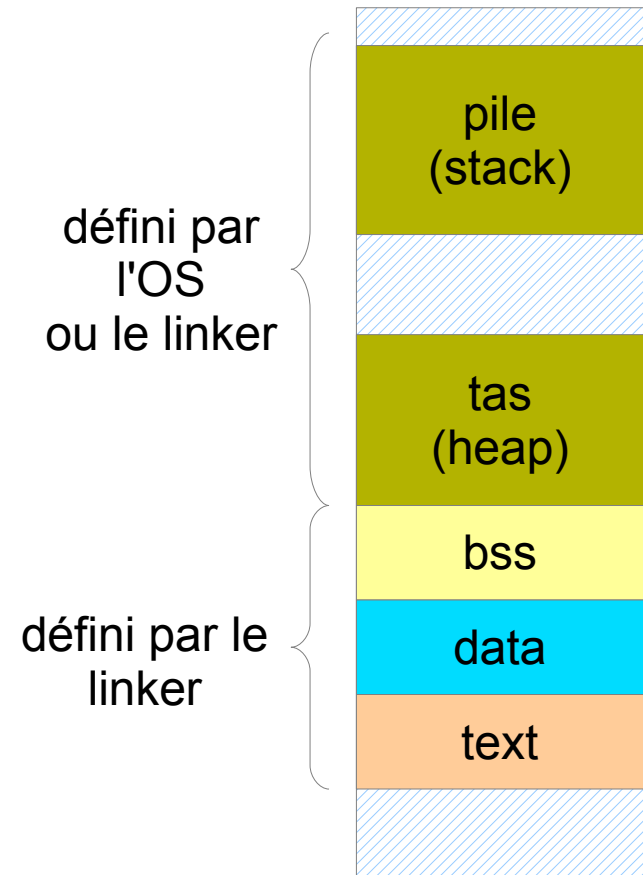 pile
(stack)
défini par
l'OS
ou le linker
tas
(heap)
bss
défini par le
linker
data
text